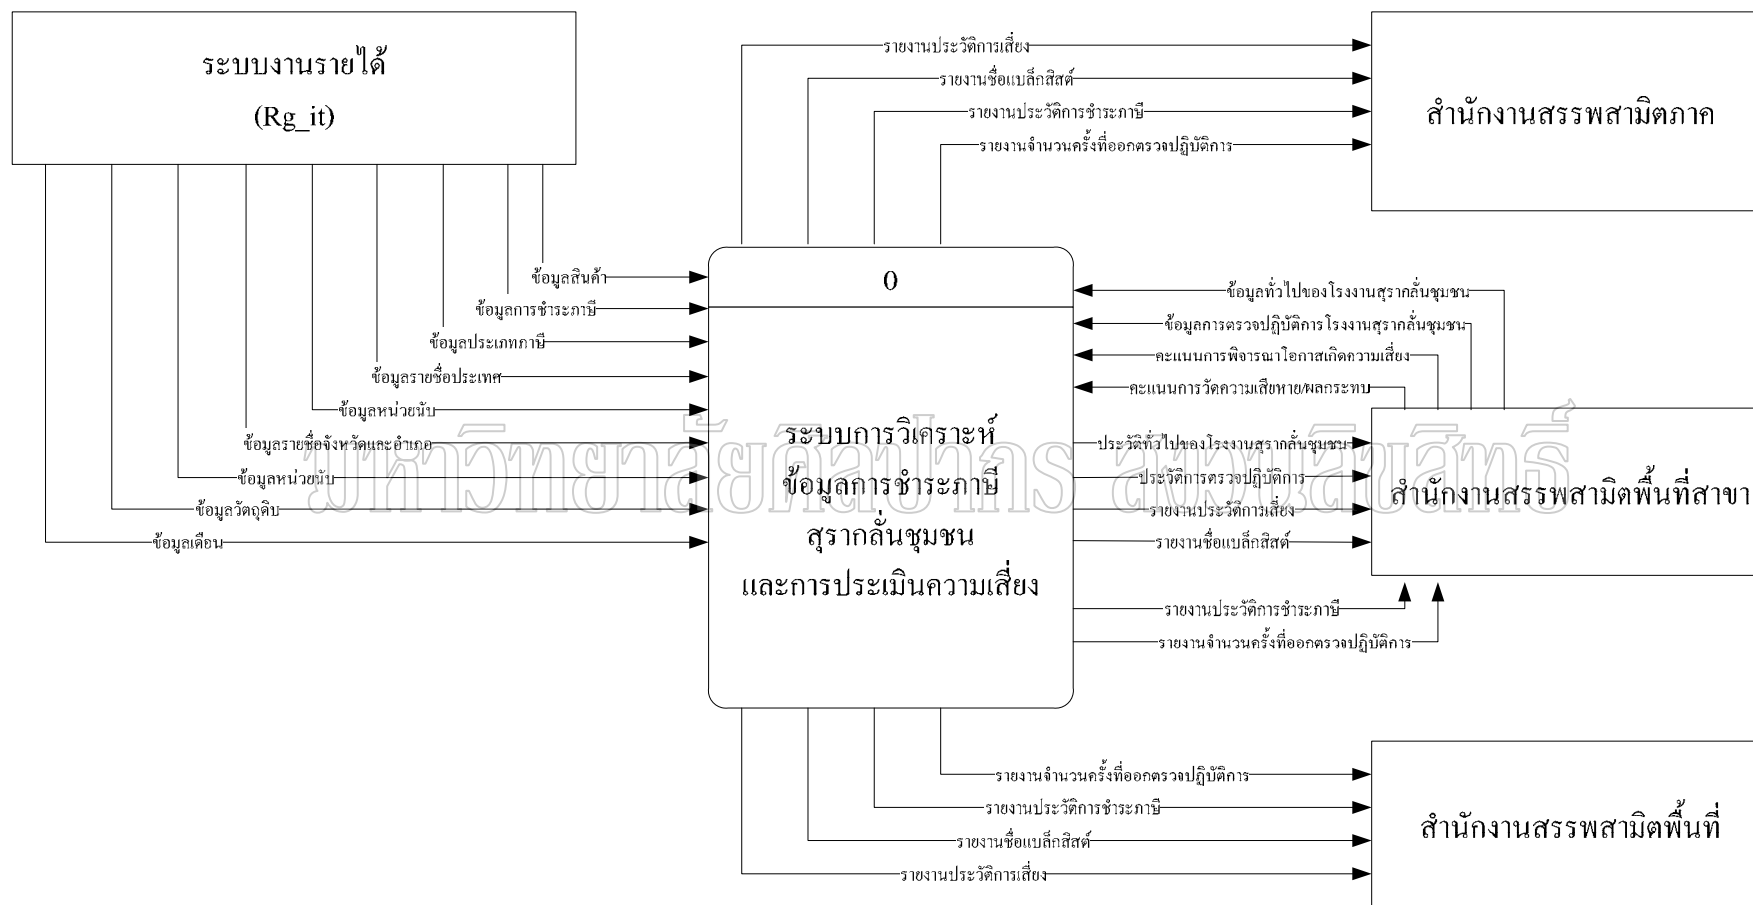 ระบบงานรายได้
(Rg_it)
รายงานประวัติการเสี่ยง
รายงานชื่อแบล็กลิสต์
รายงานประวัติการชำระภาษี
รายงานจำนวนครั้งที่ออกตรวจปฏิบัติการ
สำนักงานสรรพสามิตภาค
ข้อมูลสินค้า
ข้อมูลการชำระภาษี
ข้อมูลประเภทภาษี
ข้อมูลรายชื่อประเทศ
ข้อมูลหน่วยนับ
ข้อมูลรายชื่อจังหวัดและอำเภอ
ข้อมูลหน่วยนับ
ข้อมูลวัตถุดิบ
ข้อมูลเดือน
0
ระบบการวิเคราะห์
ข้อมูลการชำระภาษี
สุรากลั่นชุมชน
และการประเมินความเสี่ยง
ข้อมูลทั่วไปของโรงงานสุรากลั่นชุมชน
ข้อมูลการตรวจปฏิบัติการโรงงานสุรากลั่นชุมชน
คะแนนการพิจารณาโอกาสเกิดความเสี่ยง
คะแนนการวัดความเสียหาย/ผลกระทบ
ประวัติทั่วไปของโรงงานสุรากลั่นชุมชน
ประวัติการตรวจปฏิบัติการ
รายงานประวัติการเสี่ยง
รายงานชื่อแบล็กลิสต์
สำนักงานสรรพสามิตพื้นที่สาขา
รายงานประวัติการชำระภาษี
รายงานจำนวนครั้งที่ออกตรวจปฏิบัติการ
รายงานจำนวนครั้งที่ออกตรวจปฏิบัติการ
รายงานประวัติการชำระภาษี
รายงานชื่อแบล็กลิสต์
รายงานประวัติการเสี่ยง
สำนักงานสรรพสามิตพื้นที่
มหาวิทยาลัยศิลปากร สงวนลิขสิทธิ์